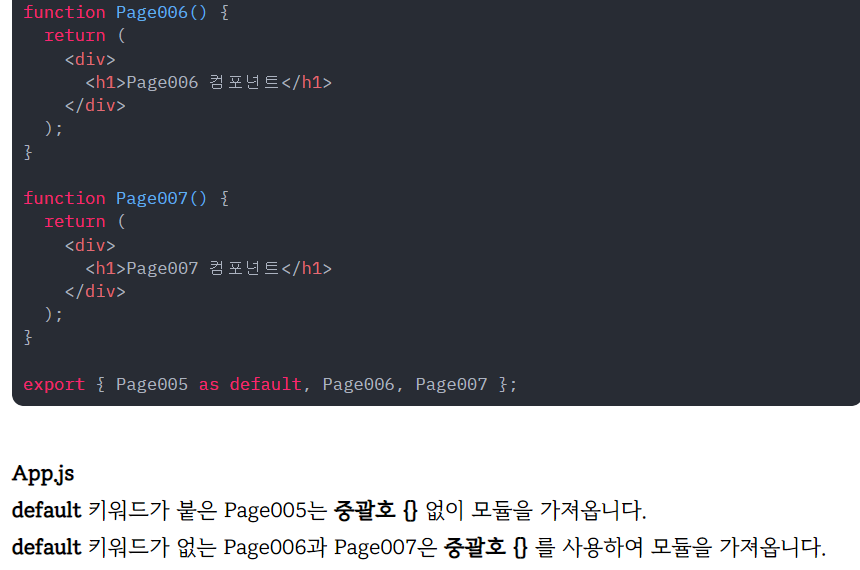 function Page006() {
  return (
    <div>
      <h1>Page006 컴포넌트</h1>
    </div>
  );
}

function Page007() {
  return (
    <div>
      <h1>Page007 컴포넌트</h1>
    </div>
  );
}

export { Page005 as default, Page006, Page007 };

App.js
default 키워드가 붙은 Page005는 중괄호 {} 없이 모듈을 가져옵니다.
default 키워드가 없는 Page006과 Page007은 중괄호 {} 를 사용하여 모듈을 가져옵니다.